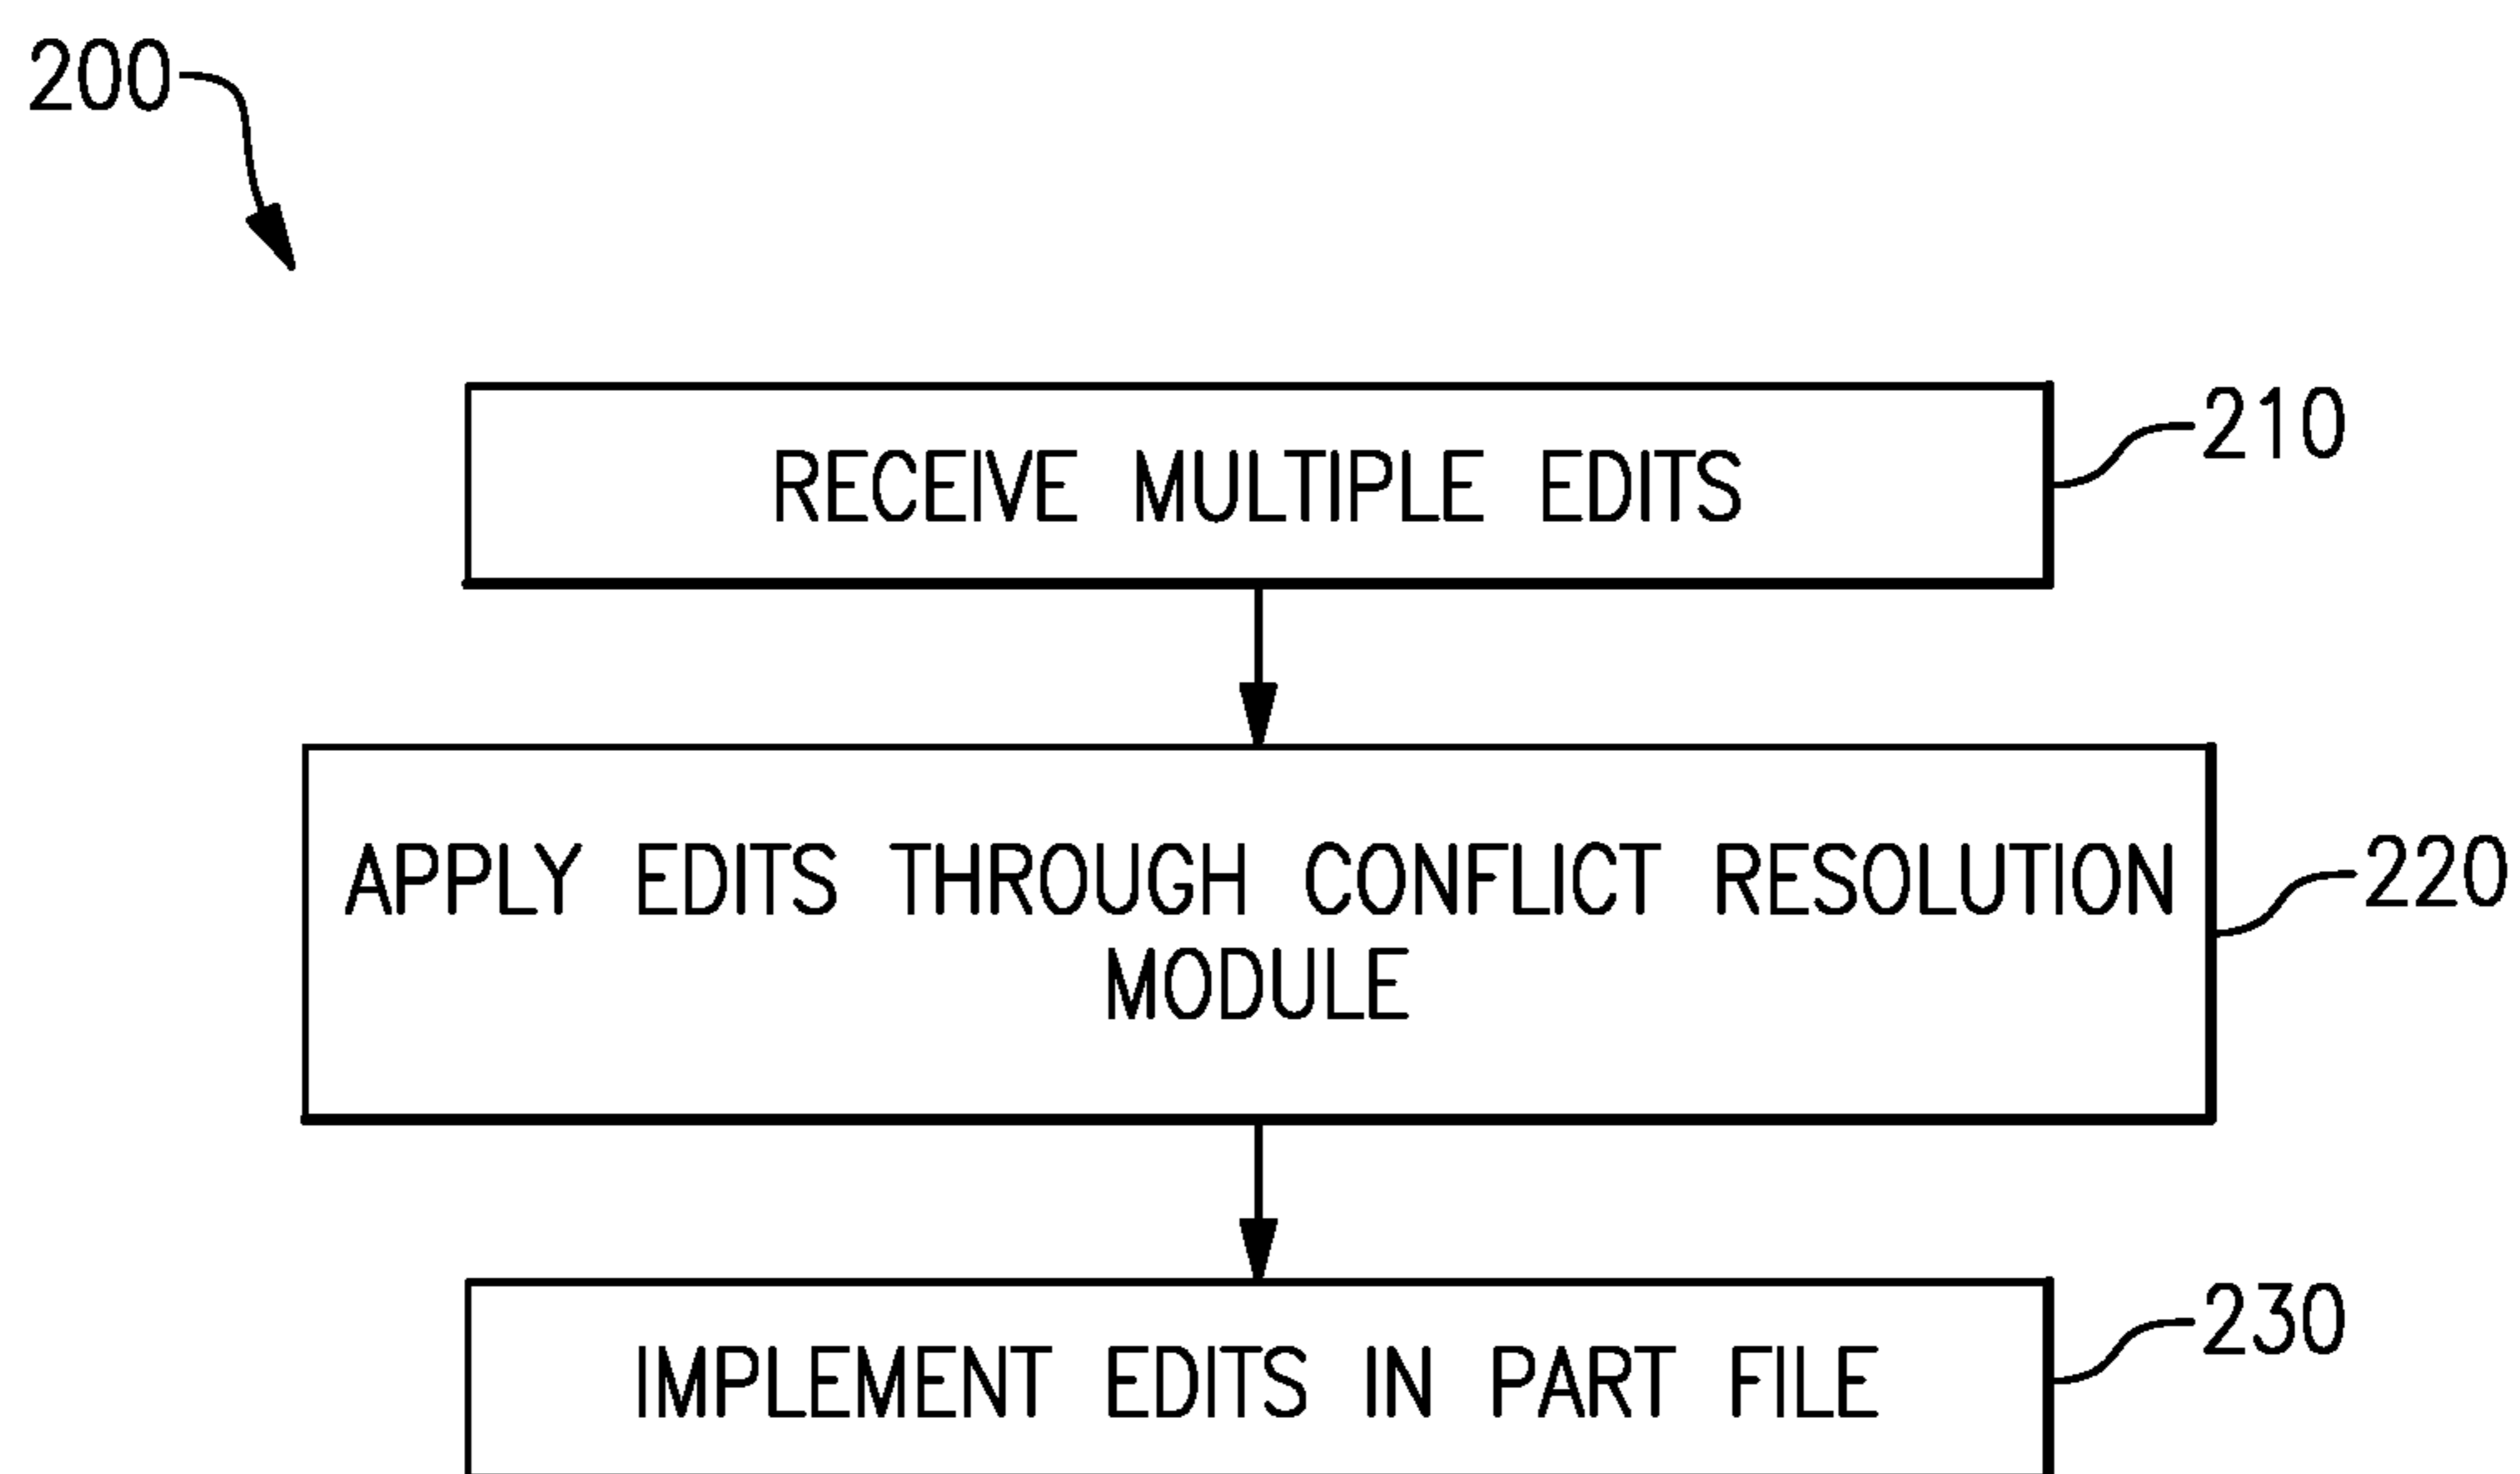 200
RECEIVE MULTIPLE EDITS
210
APPLY EDITS THROUGH CONFLICT RESOLUTION
MODULE
220
IMPLEMENT EDITS IN PART FILE
230